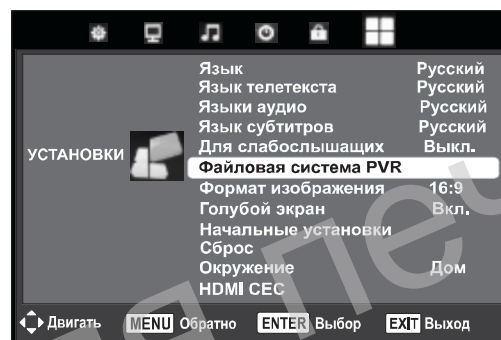 Язык Русский
Язык телетекста Русский
Языки аудио Русский
Язык субтитров Русский
УСТАНОВКИ
Для слабослышащих Выкл.
Файловая система PVR
Формат изображения 16:9
Голубой экран Вкл.
Начальные установки
Сброс
Окружение Дом
HDMI CEC
Двигать MENU Обратно ENTER Выбор EXIT Выход